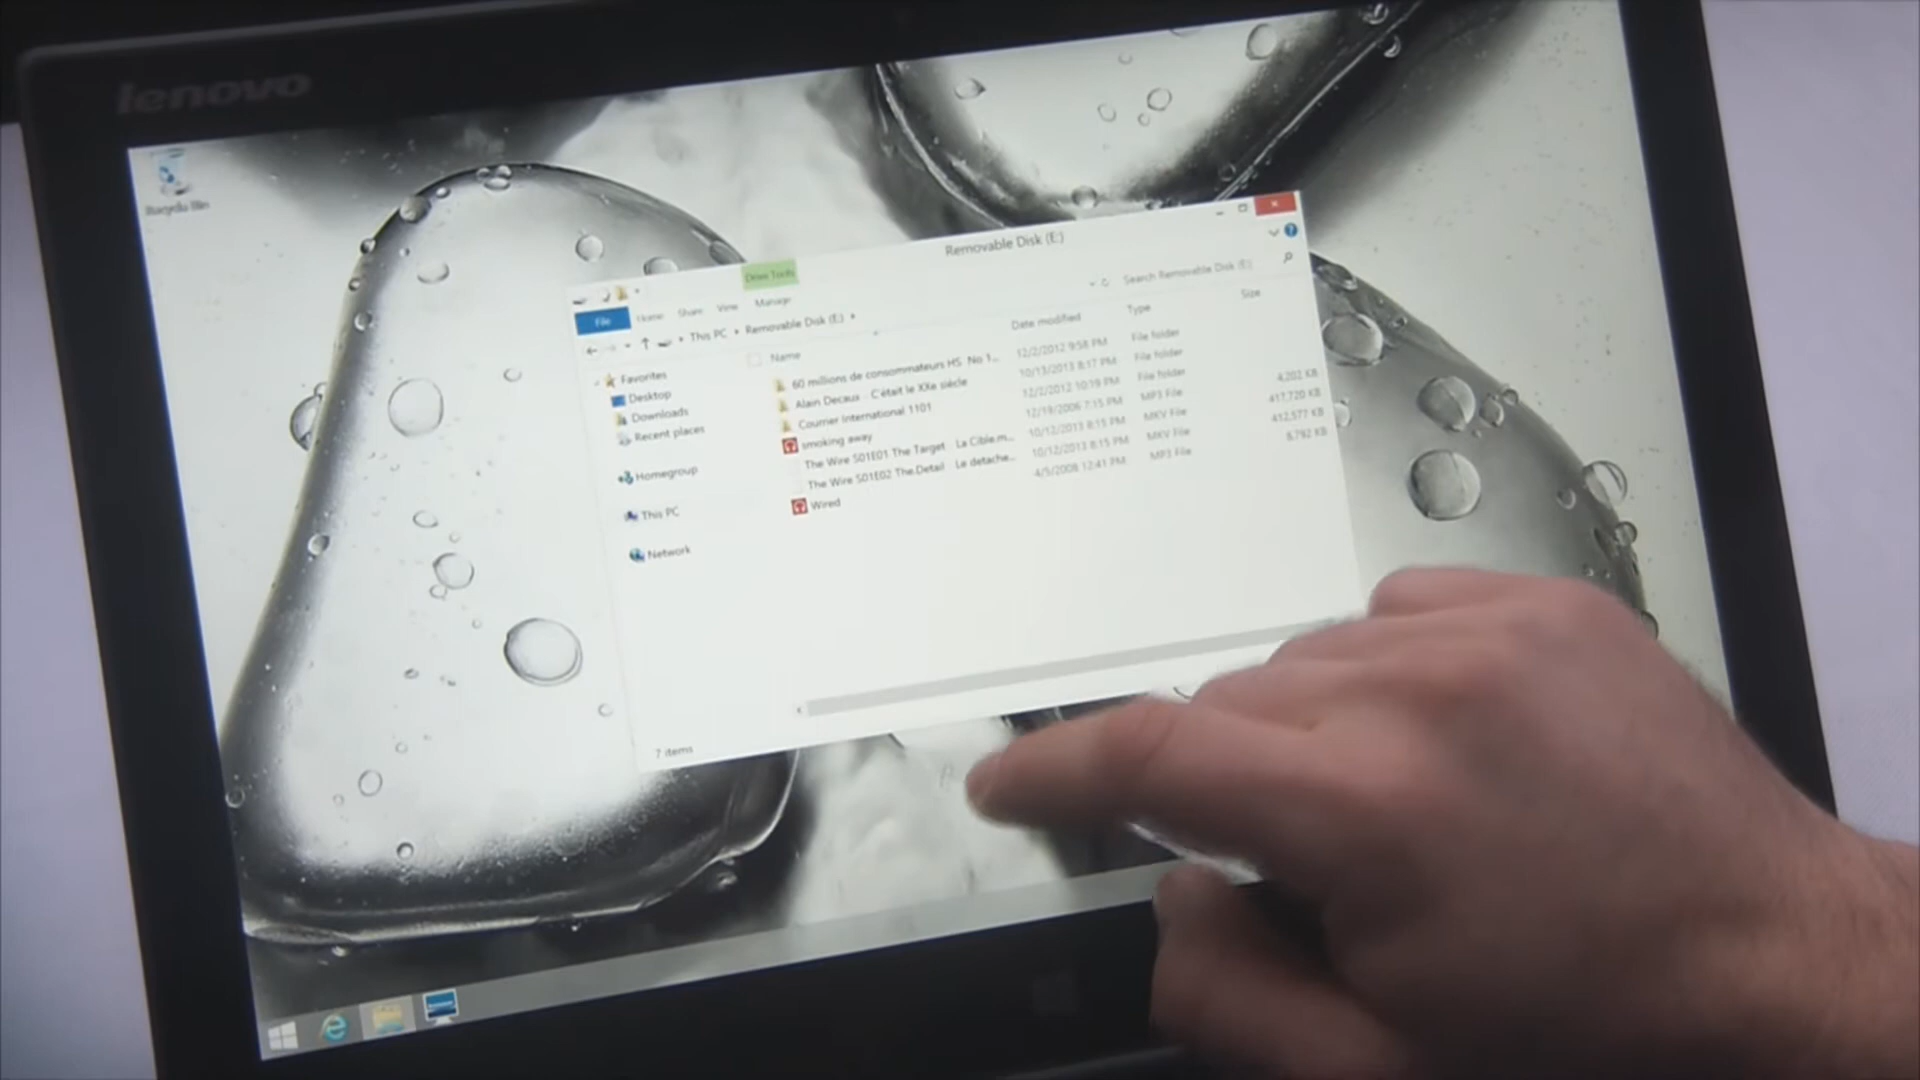 lenovo
Recycle Bin
Removable Disk (E:)
Drive Tools
File Home Share View Manage
This PC Removable Disk (E:)
Search Removable Disk (E:)
Name Date modified Type Size
60 millions de consommateurs HS No 1... 12/2/2012 9:58 PM File folder
Alain Decaux C'était le XXe siècle 10/13/2013 8:17 PM File folder
Courrier International 1101 12/2/2012 10:19 PM File folder
smoking away 12/19/2006 7:15 PM MP3 File 4,202 KB
The Wire S01E01 The Target La Cible.m... 10/12/2013 8:15 PM MKV File 417,720 KB
The Wire S01E02 The.Detail Le detache... 10/12/2013 8:15 PM MKV File 412,577 KB
Wired 4/5/2008 12:41 PM MP3 File 8,792 KB
Favorites
Desktop
Downloads
Recent places
Homegroup
This PC
Network
7 items